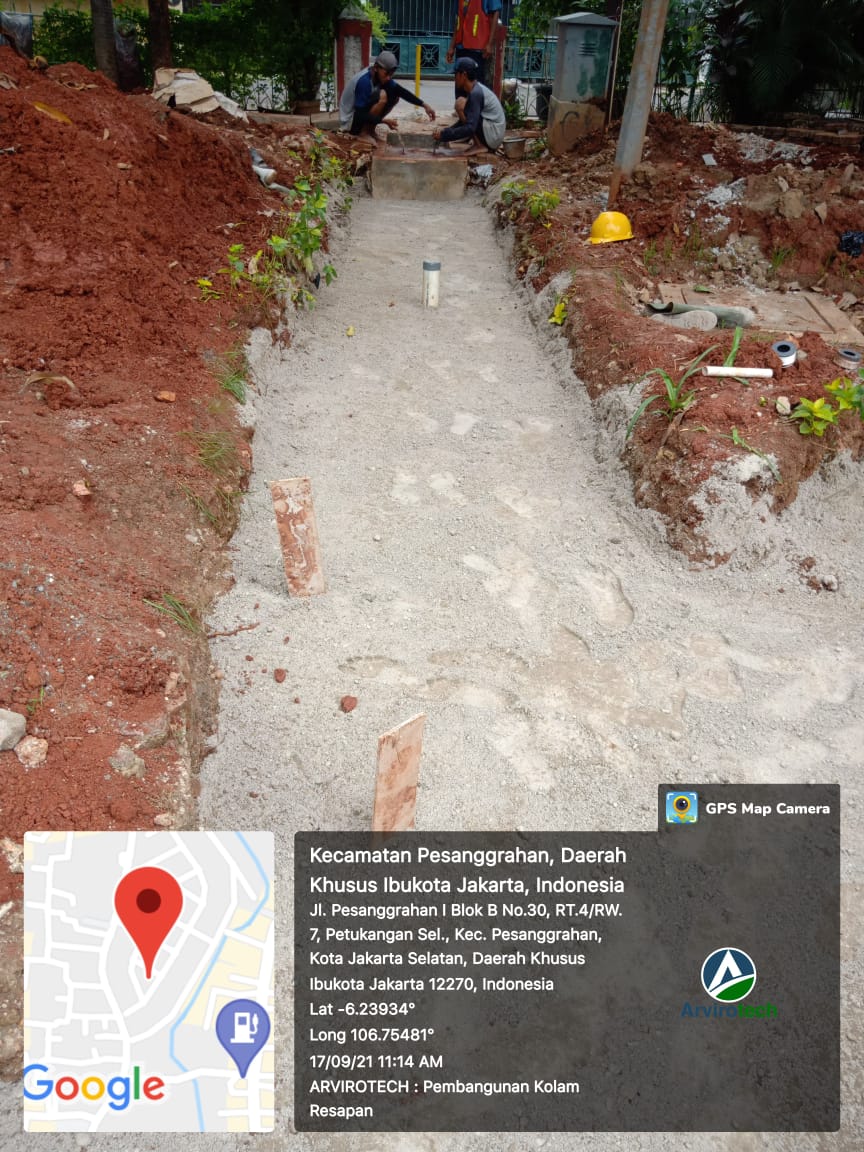 GPS Map Camera
Kecamatan Pesanggrahan, Daerah
Khusus Ibukota Jakarta, Indonesia
Jl. Pesanggrahan I Blok B No.30, RT.4/RW.
7, Petukangan Sel., Kec. Pesanggrahan,
Kota Jakarta Selatan, Daerah Khusus
Ibukota Jakarta 12270, Indonesia
Lat -6.23934°
Long 106.75481°
17/09/21 11:14 AM
ARVIROTECH : Pembangunan Kolam
Resapan
Arvirotech
Google